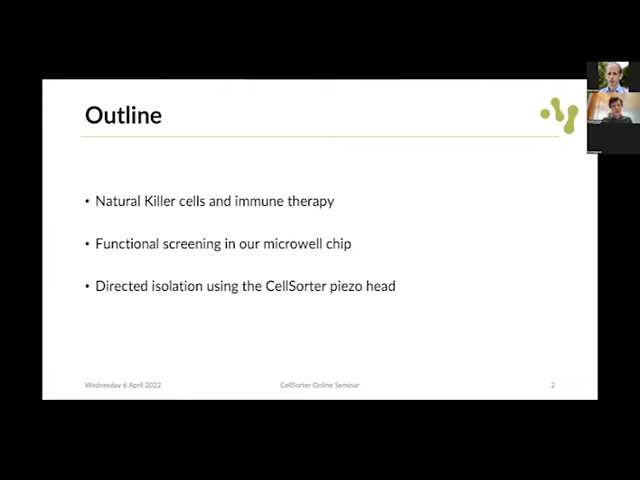 Outline
• Natural Killer cells and immune therapy
• Functional screening in our microwell chip
• Directed isolation using the CellSorter piezo head
Wednesday 6 April 2022
CellSorter Online Seminar
2